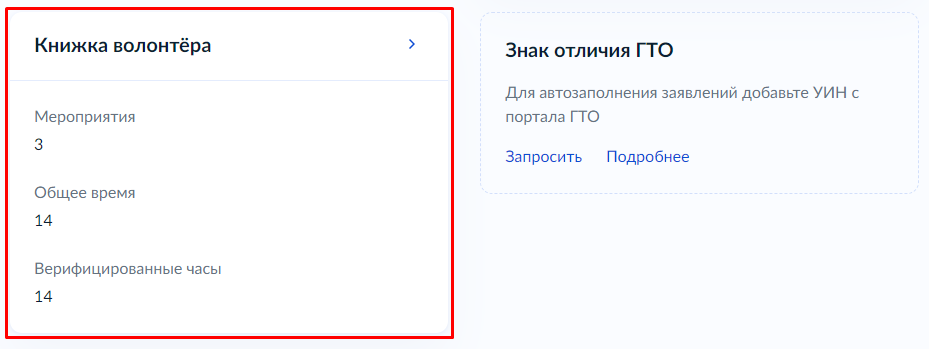 Книжка волонтёра
Мероприятия
3
Общее время
14
Верифицированные часы
14
Знак отличия ГТО
Для автозаполнения заявлений добавьте УИН с
портала ГТО
Запросить Подробнее